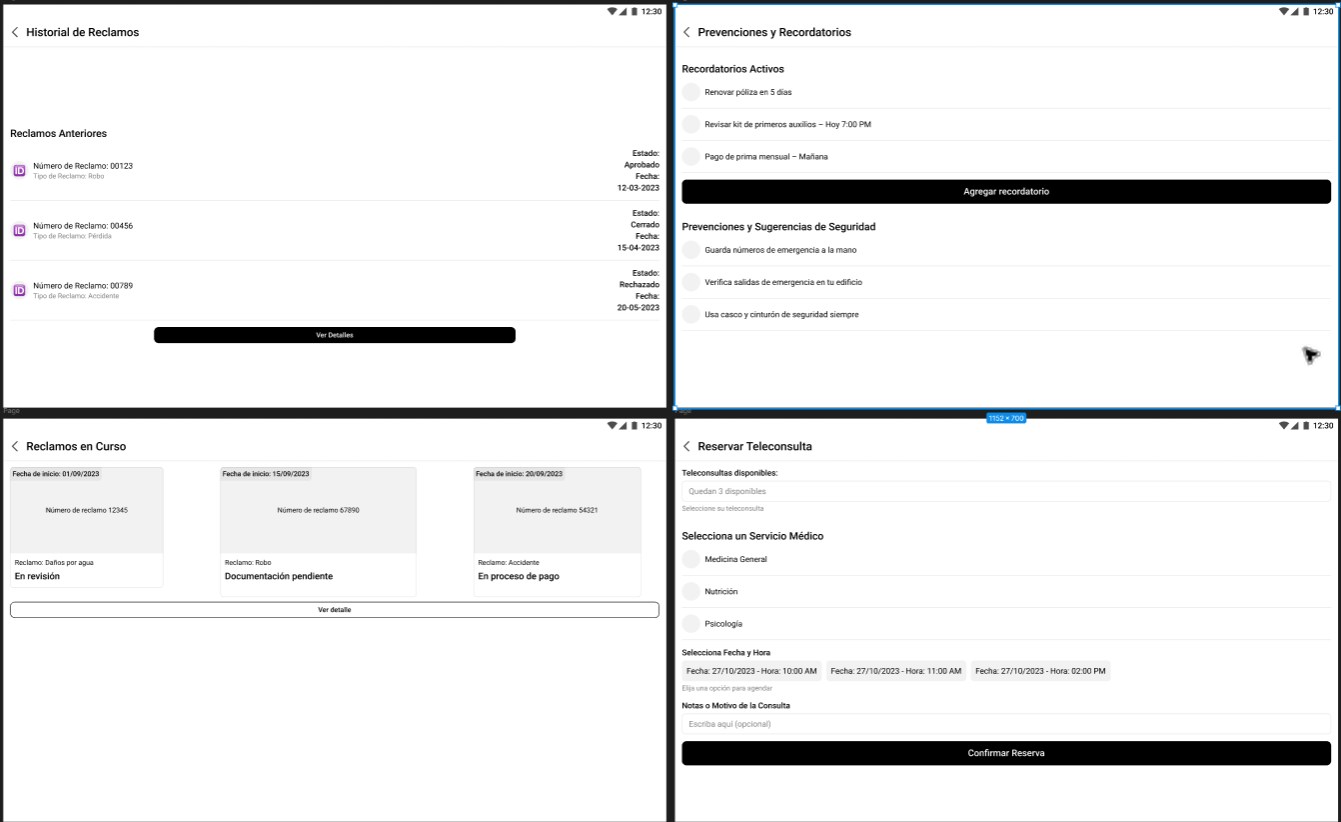 12:30
Historial de Reclamos
Reclamos Anteriores
Número de Reclamo: 00123
Tipo de Reclamo: Robo
Estado:
Aprobado
Fecha:
12-03-2023
Número de Reclamo: 00456
Tipo de Reclamo: Pérdida
Estado:
Cerrado
Fecha:
15-04-2023
Número de Reclamo: 00789
Tipo de Reclamo: Accidente
Estado:
Rechazado
Fecha:
20-05-2023
Ver Detalles
12:30
Prevenciones y Recordatorios
Recordatorios Activos
Renovar póliza en 5 días
Revisar kit de primeros auxilios – Hoy 7:00 PM
Pago de prima mensual – Mañana
Agregar recordatorio
Prevenciones y Sugerencias de Seguridad
Guarda números de emergencia a la mano
Verifica salidas de emergencia en tu edificio
Usa casco y cinturón de seguridad siempre
1152 × 700
Page
12:30
Reclamos en Curso
Fecha de inicio: 01/09/2023
Número de reclamo 12345
Reclamo: Daños por agua
En revisión
Fecha de inicio: 15/09/2023
Número de reclamo 67890
Reclamo: Robo
Documentación pendiente
Fecha de inicio: 20/09/2023
Número de reclamo 54321
Reclamo: Accidente
En proceso de pago
Ver detalle
Page
12:30
Reservar Teleconsulta
Teleconsultas disponibles:
Quedan 3 disponibles
Seleccione su teleconsulta
Selecciona un Servicio Médico
Medicina General
Nutrición
Psicología
Selecciona Fecha y Hora
Fecha: 27/10/2023 - Hora: 10:00 AM
Fecha: 27/10/2023 - Hora: 11:00 AM
Fecha: 27/10/2023 - Hora: 02:00 PM
Elija una opción para agendar
Notas o Motivo de la Consulta
Escriba aquí (opcional)
Confirmar Reserva